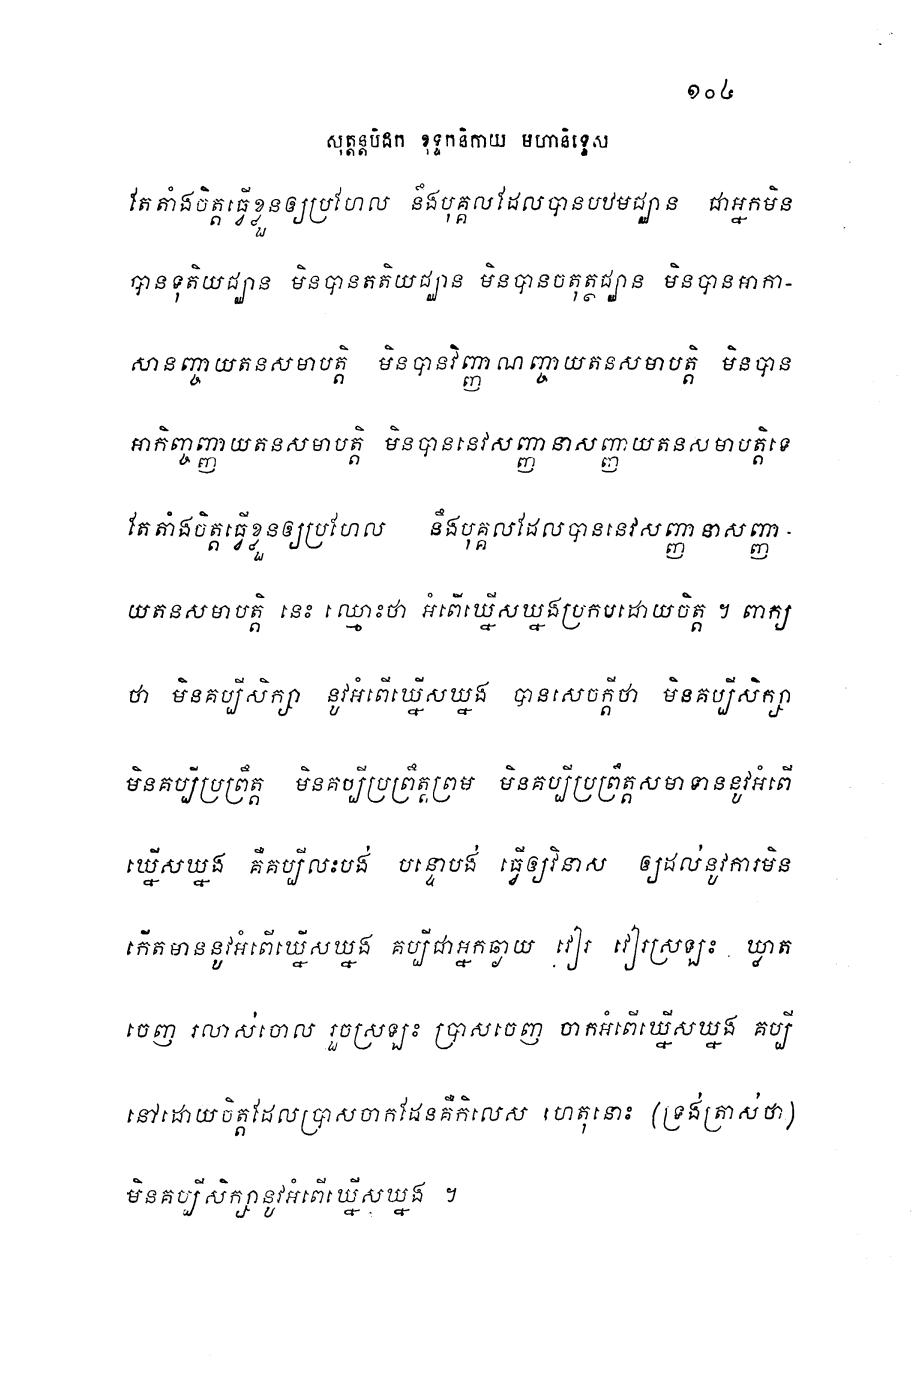 ១០៤
សុត្តន្តបិដក ខុទ្ទកនិកាយ មហានិទ្ទេស
តែតាំងចិត្តធ្វើខ្លួនឲ្យប្រហែល នឹងបុគ្គលដែលបានបឋមជ្ឈាន ជាអ្នកមិន
បានទុតិយជ្ឈាន មិនបានតតិយជ្ឈាន មិនបានចតុត្ថជ្ឈាន មិនបានអាកា-
សានញ្ចាយតនសមាបត្តិ មិនបានវិញ្ញាណញ្ចាយតនសមាបត្តិ មិនបាន
អាកិញ្ចញ្ញាយតនសមាបត្តិ មិនបាននេវសញ្ញានាសញ្ញាយតនសមាបត្តិទេ
តែតាំងចិត្តធ្វើខ្លួនឲ្យប្រហែល នឹងបុគ្គលដែលបាននេវសញ្ញានាសញ្ញា-
យតនសមាបត្តិ នេះ ឈ្មោះថា អំពើឃ្នើសឃ្នងប្រកបដោយចិត្ត ។ ពាក្យ
ថា មិនគប្បីសិក្សា នូវអំពើឃ្នើសឃ្នង បានសេចក្តីថា មិនគប្បីសិក្សា
មិនគប្បីប្រព្រឹត្ត មិនគប្បីប្រព្រឹត្តព្រម មិនគប្បីប្រព្រឹត្តសមាទាននូវអំពើ
ឃ្នើសឃ្នង គឺគប្បីលះបង់ បន្ទោបង់ ធ្វើឲ្យវិនាស ឲ្យដល់នូវការមិន
កើតមាននូវអំពើឃ្នើសឃ្នង គប្បីជាអ្នកឆ្ងាយ វៀរ វៀរស្រឡះ ឃ្លាត
ចេញ រលាស់ចោល រួចស្រឡះ ប្រាសចេញ ចាកអំពើឃ្នើសឃ្នង គប្បី
នៅដោយចិត្តដែលប្រាសចាកដែនគឺកិលេស ហេតុនោះ (ទ្រង់ត្រាស់ថា)
មិនគប្បីសិក្សានូវអំពើឃ្នើសឃ្នង ។